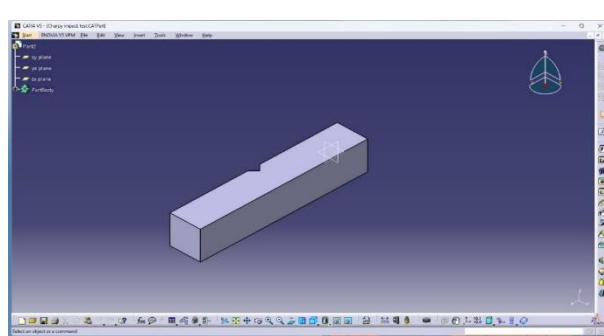 CATIA V5 - [Charpy impact test.CATPart]
Start ENOVIA V5 VPM File Edit View Insert Tools Window Help
Part2
xy plane
yz plane
zx plane
PartBody
Select an object or a command